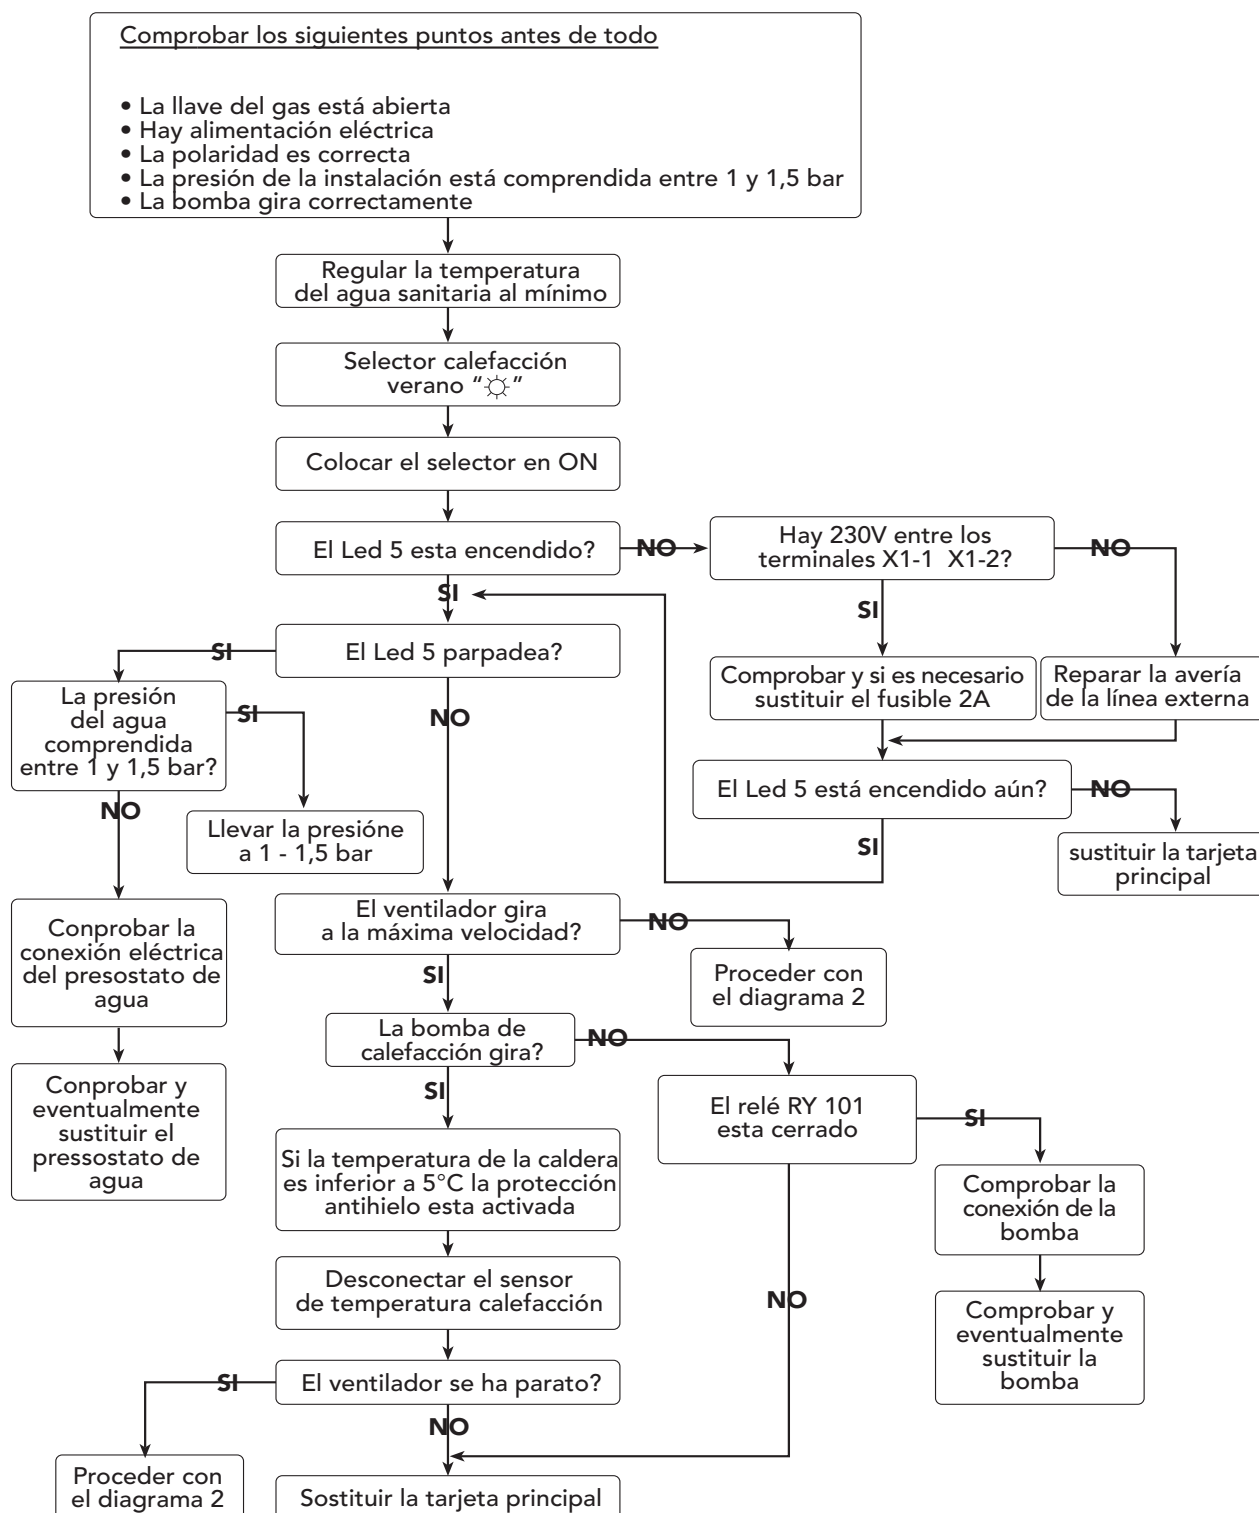 Comprobar los siguientes puntos antes de todo
• La llave del gas está abierta
• Hay alimentación eléctrica
• La polaridad es correcta
• La presión de la instalación está comprendida entre 1 y 1,5 bar
• La bomba gira correctamente
Regular la temperatura
del agua sanitaria al mínimo
Selector calefacción
verano “☼”
Colocar el selector en ON
El Led 5 esta encendido?
NO
Hay 230V entre los
terminales X1-1 X1-2?
NO
SI
SI
El Led 5 parpadea?
SI
Comprobar y si es necesario
sustituir el fusible 2A
Reparar la avería
de la línea externa
La presión
del agua
comprendida
entre 1 y 1,5 bar?
SI
NO
NO
El Led 5 está encendido aún?
NO
Llevar la presióne
a 1 - 1,5 bar
SI
sustituir la tarjeta
principal
Conprobar la
conexión eléctrica
del presostato de
agua
El ventilador gira
a la máxima velocidad?
NO
SI
Proceder con
el diagrama 2
La bomba de
calefacción gira?
NO
SI
Conprobar y
eventualmente
sustituir el
pressostato de
agua
El relé RY 101
esta cerrado
SI
Si la temperatura de la caldera
es inferior a 5°C la protección
antihielo esta activada
Comprobar la
conexión de la
bomba
Desconectar el sensor
de temperatura calefacción
NO
Comprobar y
eventualmente
sustituir la
bomba
El ventilador se ha parato?
SI
NO
Proceder con
el diagrama 2
Sostituir la tarjeta principal